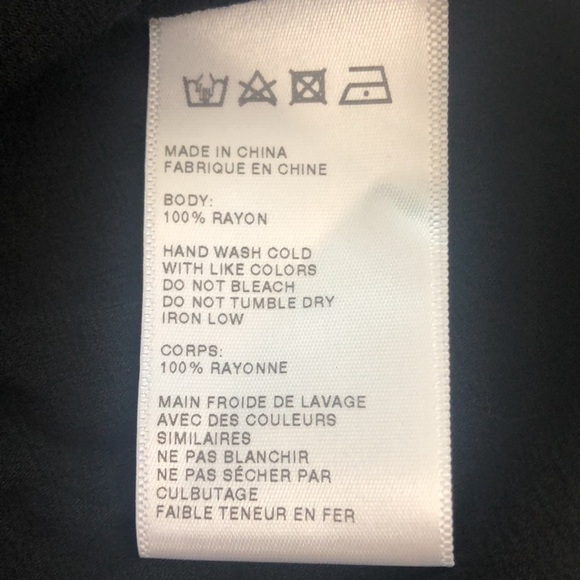 MADE IN CHINA
FABRIQUE EN CHINE
BODY:
100% RAYON
HAND WASH COLD
WITH LIKE COLORS
DO NOT BLEACH
DO NOT TUMBLE DRY
IRON LOW
CORPS:
100% RAYONNE
MAIN FROIDE DE LAVAGE
AVEC DES COULEURS
SIMILAIRES
NE PAS BLANCHIR
NE PAS SÉCHER PAR
CULBUTAGE
FAIBLE TENEUR EN FER